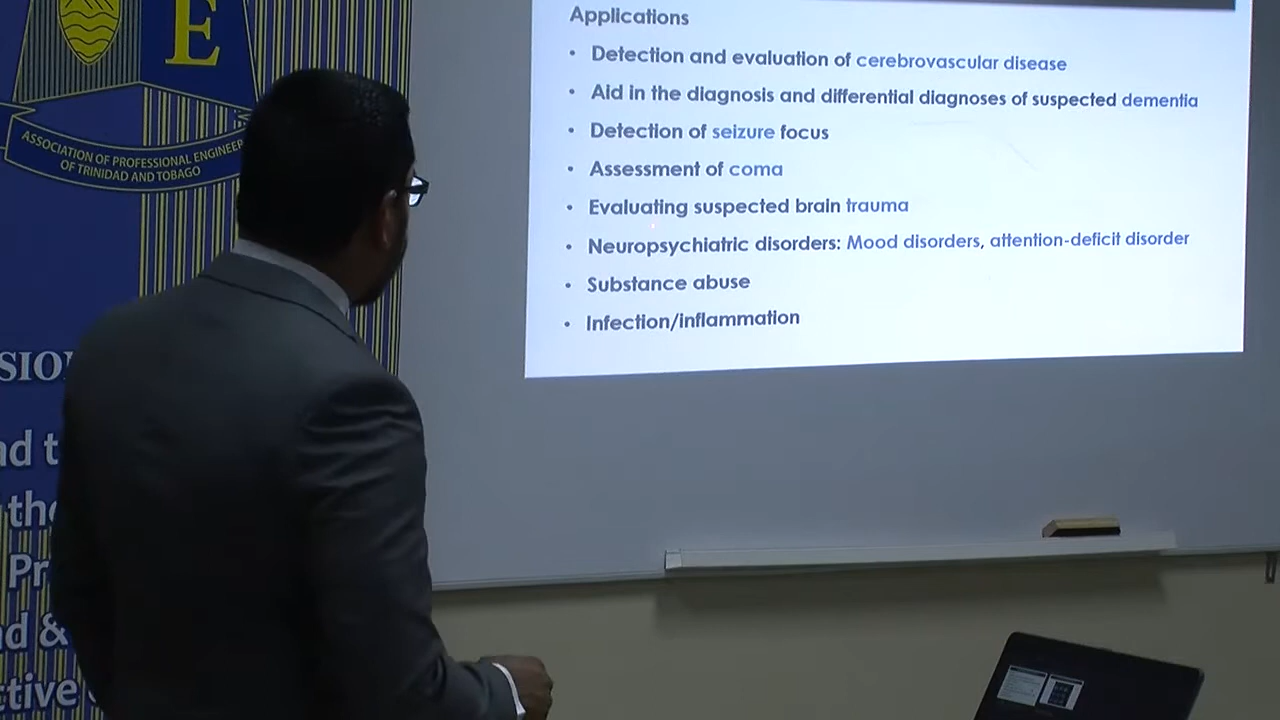 E
ASSOCIATION OF PROFESSIONAL ENGINEER
OF TRINIDAD AND TOBAGO
Applications
• Detection and evaluation of cerebrovascular disease
• Aid in the diagnosis and differential diagnoses of suspected dementia
• Detection of seizure focus
• Assessment of coma
• Evaluating suspected brain trauma
• Neuropsychiatric disorders: Mood disorders, attention-deficit disorder
• Substance abuse
• Infection/inflammation